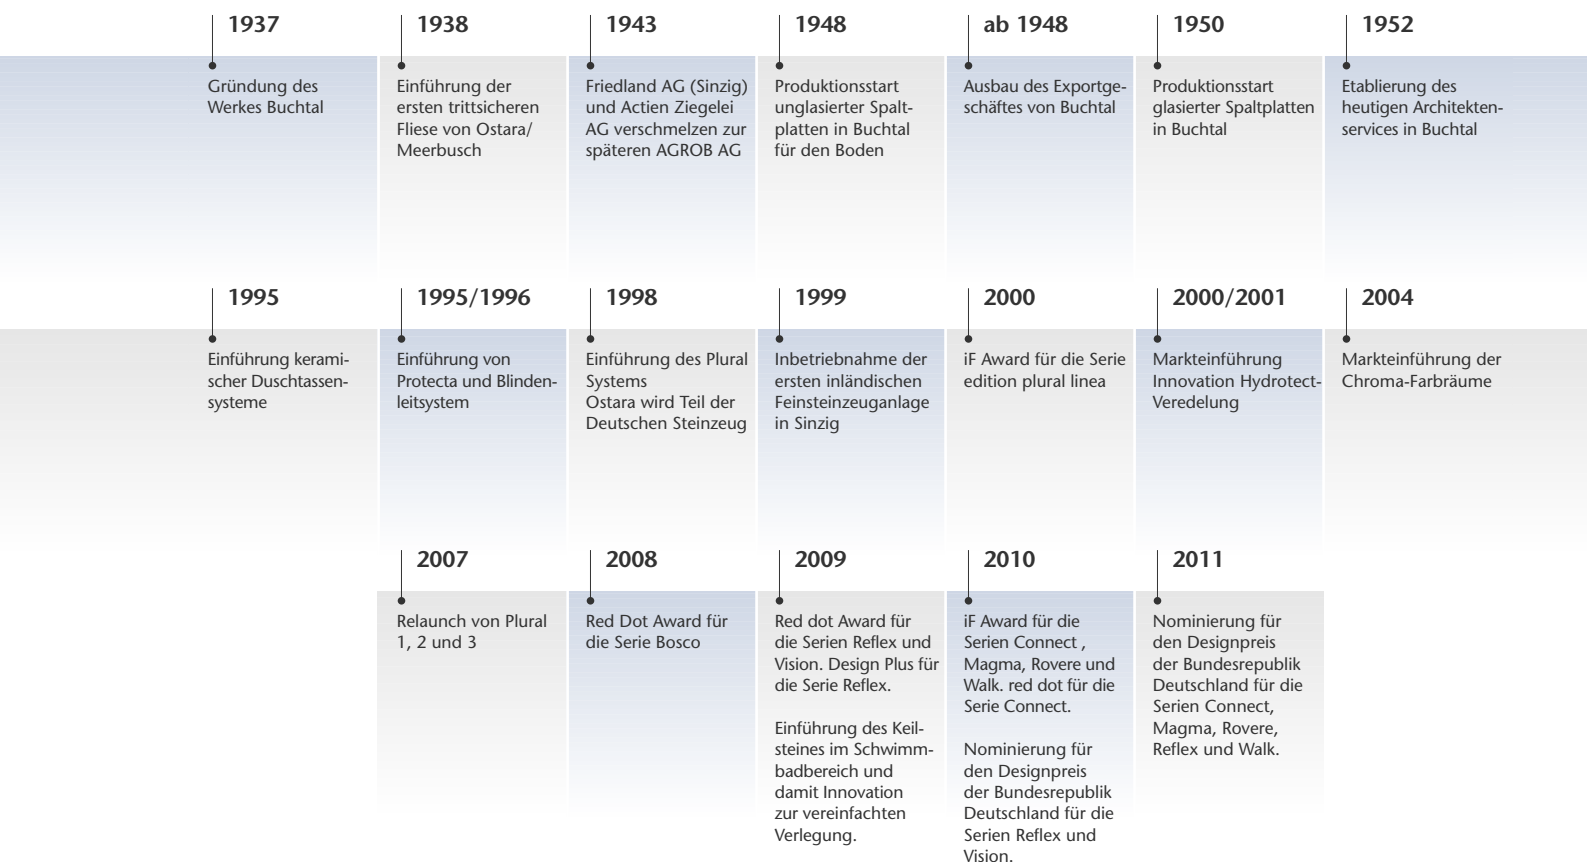 1937
Gründung des
Werkes Buchtal
1938
Einführung der
ersten trittsicheren
Fliese von Ostara/
Meerbusch
1943
Friedland AG (Sinzig)
und Actien Ziegelei
AG verschmelzen zur
späteren AGROB AG
1948
Produktionsstart
unglasierter Spalt-
platten in Buchtal
für den Boden
ab 1948
Ausbau des Exportge-
schäftes von Buchtal
1950
Produktionsstart
glasierter Spaltplatten
in Buchtal
1952
Etablierung des
heutigen Architekten-
services in Buchtal
1995
Einführung kerami-
scher Duschtassen-
systeme
1995/1996
Einführung von
Protecta und Blinden-
leitsystem
1998
Einführung des Plural
Systems
Ostara wird Teil der
Deutschen Steinzeug
1999
Inbetriebnahme der
ersten inländischen
Feinsteinzeuganlage
in Sinzig
2000
iF Award für die Serie
edition plural linea
2000/2001
Markteinführung
Innovation Hydrotect-
Veredelung
2004
Markteinführung der
Chroma-Farbräume
2007
Relaunch von Plural
1, 2 und 3
2008
Red Dot Award für
die Serie Bosco
2009
Red dot Award für
die Serien Reflex und
Vision. Design Plus für
die Serie Reflex.
Einführung des Keil-
steines im Schwimm-
badbereich und
damit Innovation
zur vereinfachten
Verlegung.
2010
iF Award für die
Serien Connect ,
Magma, Rovere und
Walk. red dot für die
Serie Connect.
Nominierung für
den Designpreis
der Bundesrepublik
Deutschland für die
Serien Reflex und
Vision.
2011
Nominierung für
den Designpreis
der Bundesrepublik
Deutschland für die
Serien Connect,
Magma, Rovere,
Reflex und Walk.